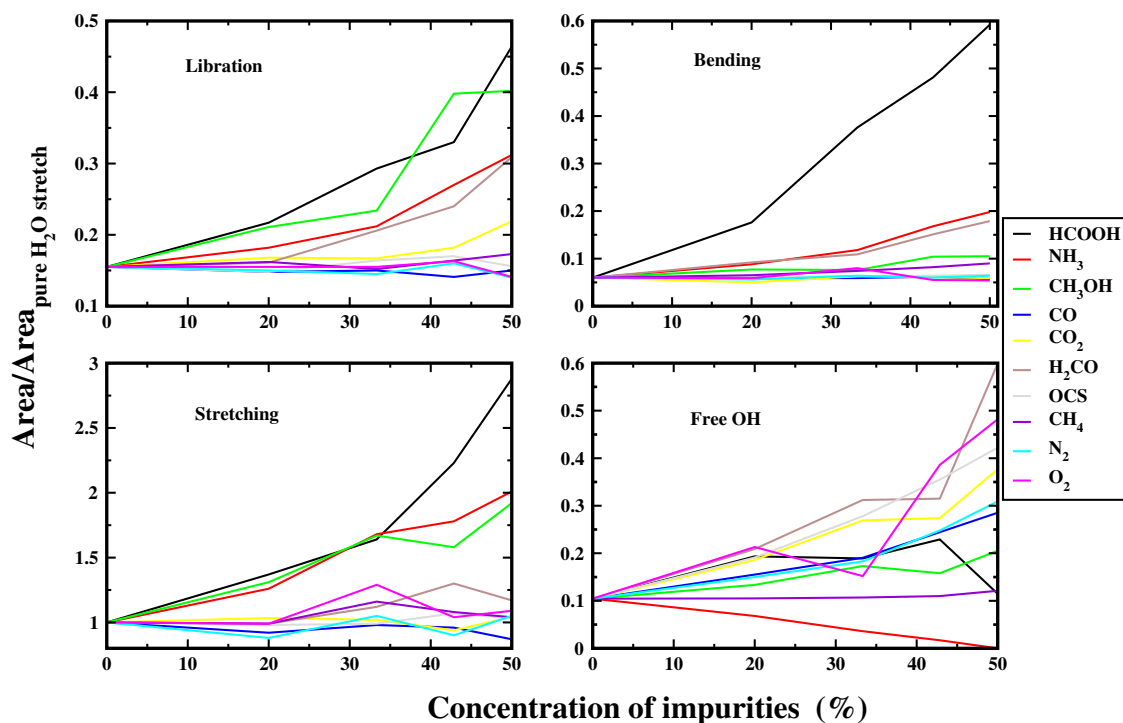 Area/Area pure H₂O stretch
0.5
0.4
0.3
0.2
0.1
0 10 20 30 40 50
Libration
0.6
0.5
0.4
0.3
0.2
0.1
0
0 10 20 30 40 50
Bending
3
2.5
2
1.5
1
0 10 20 30 40 50
Stretching
0.6
0.5
0.4
0.3
0.2
0.1
0
0 10 20 30 40 50
Free OH
HCOOH
NH₃
CH₃OH
CO
CO₂
H₂CO
OCS
CH₄
N₂
O₂
Concentration of impurities (%)